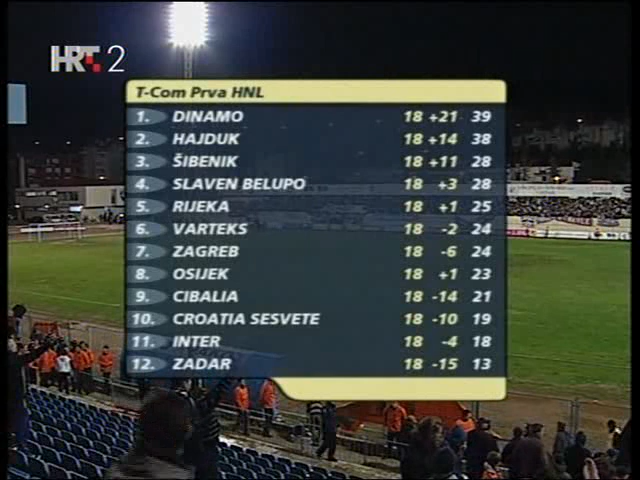 HRT 2
T-Com Prva HNL
1. DINAMO 18 +21 39
2. HAJDUK 18 +14 38
3. ŠIBENIK 18 +11 28
4. SLAVEN BELUPO 18 +3 28
5. RIJEKA 18 +1 25
6. VARTEKS 18 -2 24
7. ZAGREB 18 -6 24
8. OSIJEK 18 +1 23
9. CIBALIA 18 -14 21
10. CROATIA SESVETE 18 -10 19
11. INTER 18 -4 18
12. ZADAR 18 -15 13